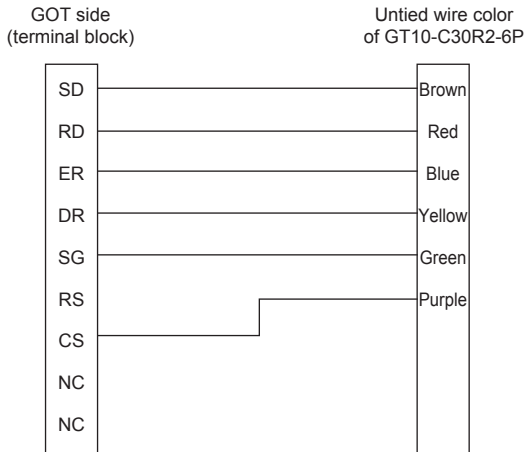 GOT side
(terminal block)
Untied wire color
of GT10-C30R2-6P
SD
Brown
RD
Red
ER
Blue
DR
Yellow
SG
Green
RS
Purple
CS
NC
NC